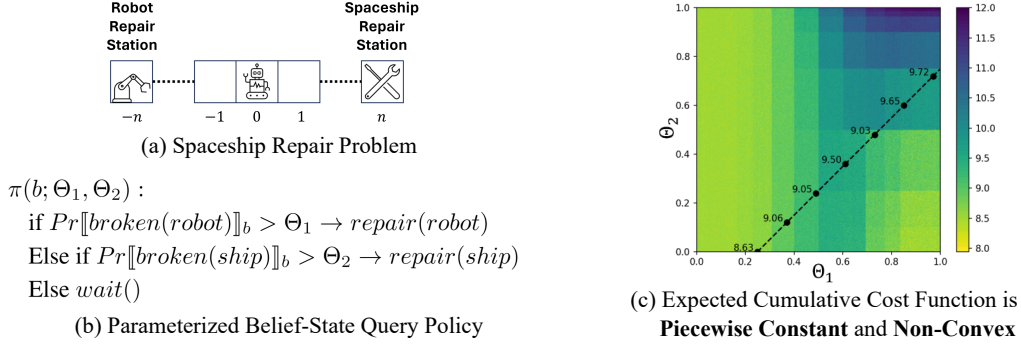 Robot
Repair
Station
Spaceship
Repair
Station
−n
−1
0
1
n
(a) Spaceship Repair Problem
π(b; Θ₁, Θ₂) :
if Pr⟦broken(robot)⟧_b > Θ₁ → repair(robot)
Else if Pr⟦broken(ship)⟧_b > Θ₂ → repair(ship)
Else wait()
(b) Parameterized Belief-State Query Policy
1.0
0.8
0.6
0.4
0.2
0.0
Θ₂
9.72
9.65
9.03
9.50
9.05
9.06
8.63
0.0 0.2 0.4 0.6 0.8 1.0
Θ₁
12.0
11.5
11.0
10.5
10.0
9.5
9.0
8.5
8.0
(c) Expected Cumulative Cost Function is
Piecewise Constant and Non-Convex